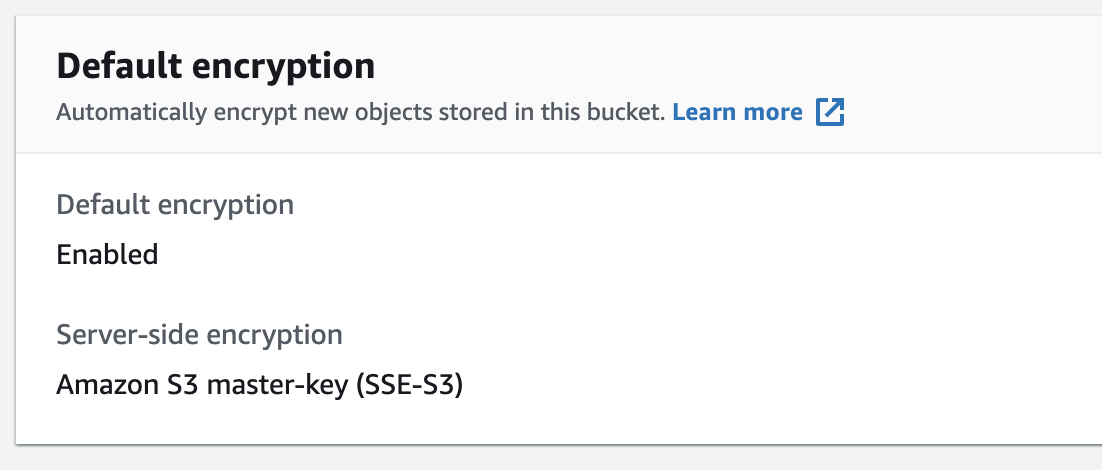 Default encryption
Automatically encrypt new objects stored in this bucket. Learn more
Default encryption
Enabled
Server-side encryption
Amazon S3 master-key (SSE-S3)